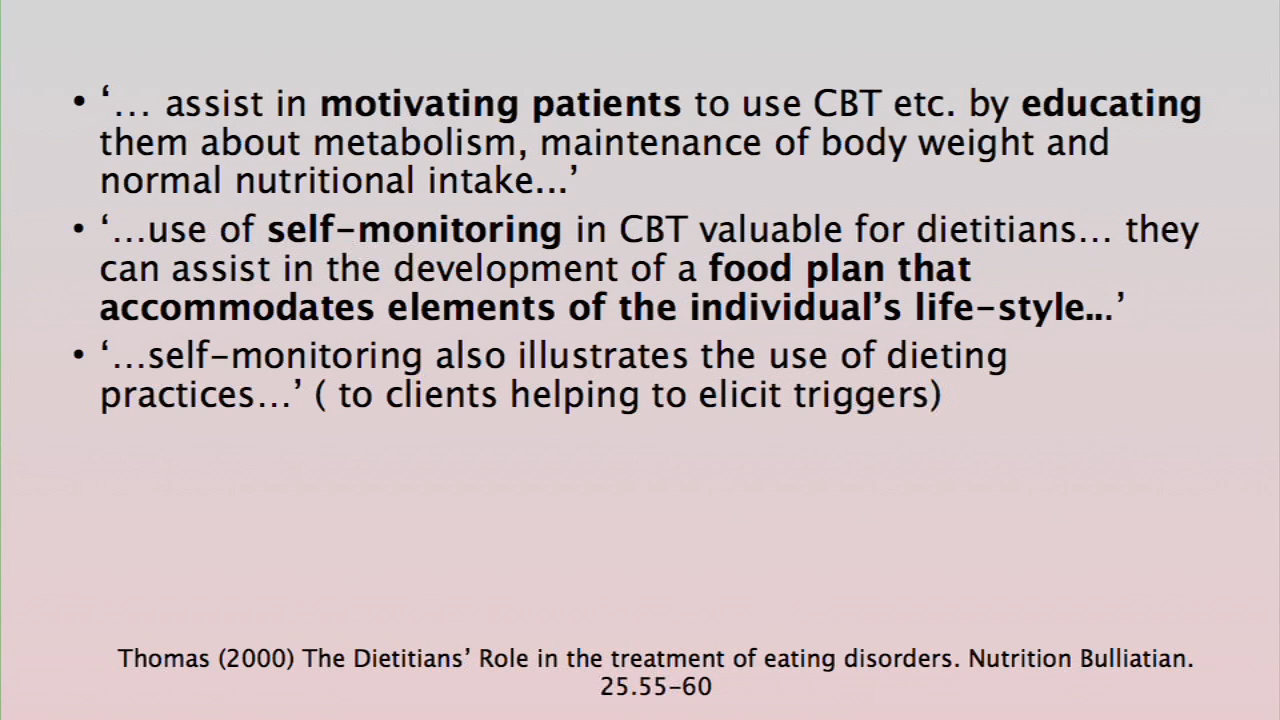 • ‘… assist in motivating patients to use CBT etc. by educating
them about metabolism, maintenance of body weight and
normal nutritional intake...’
• ‘…use of self-monitoring in CBT valuable for dietitians… they
can assist in the development of a food plan that
accommodates elements of the individual’s life-style...’
• ‘…self-monitoring also illustrates the use of dieting
practices…’ ( to clients helping to elicit triggers)
Thomas (2000) The Dietitians’ Role in the treatment of eating disorders. Nutrition Bulliatian.
25.55-60